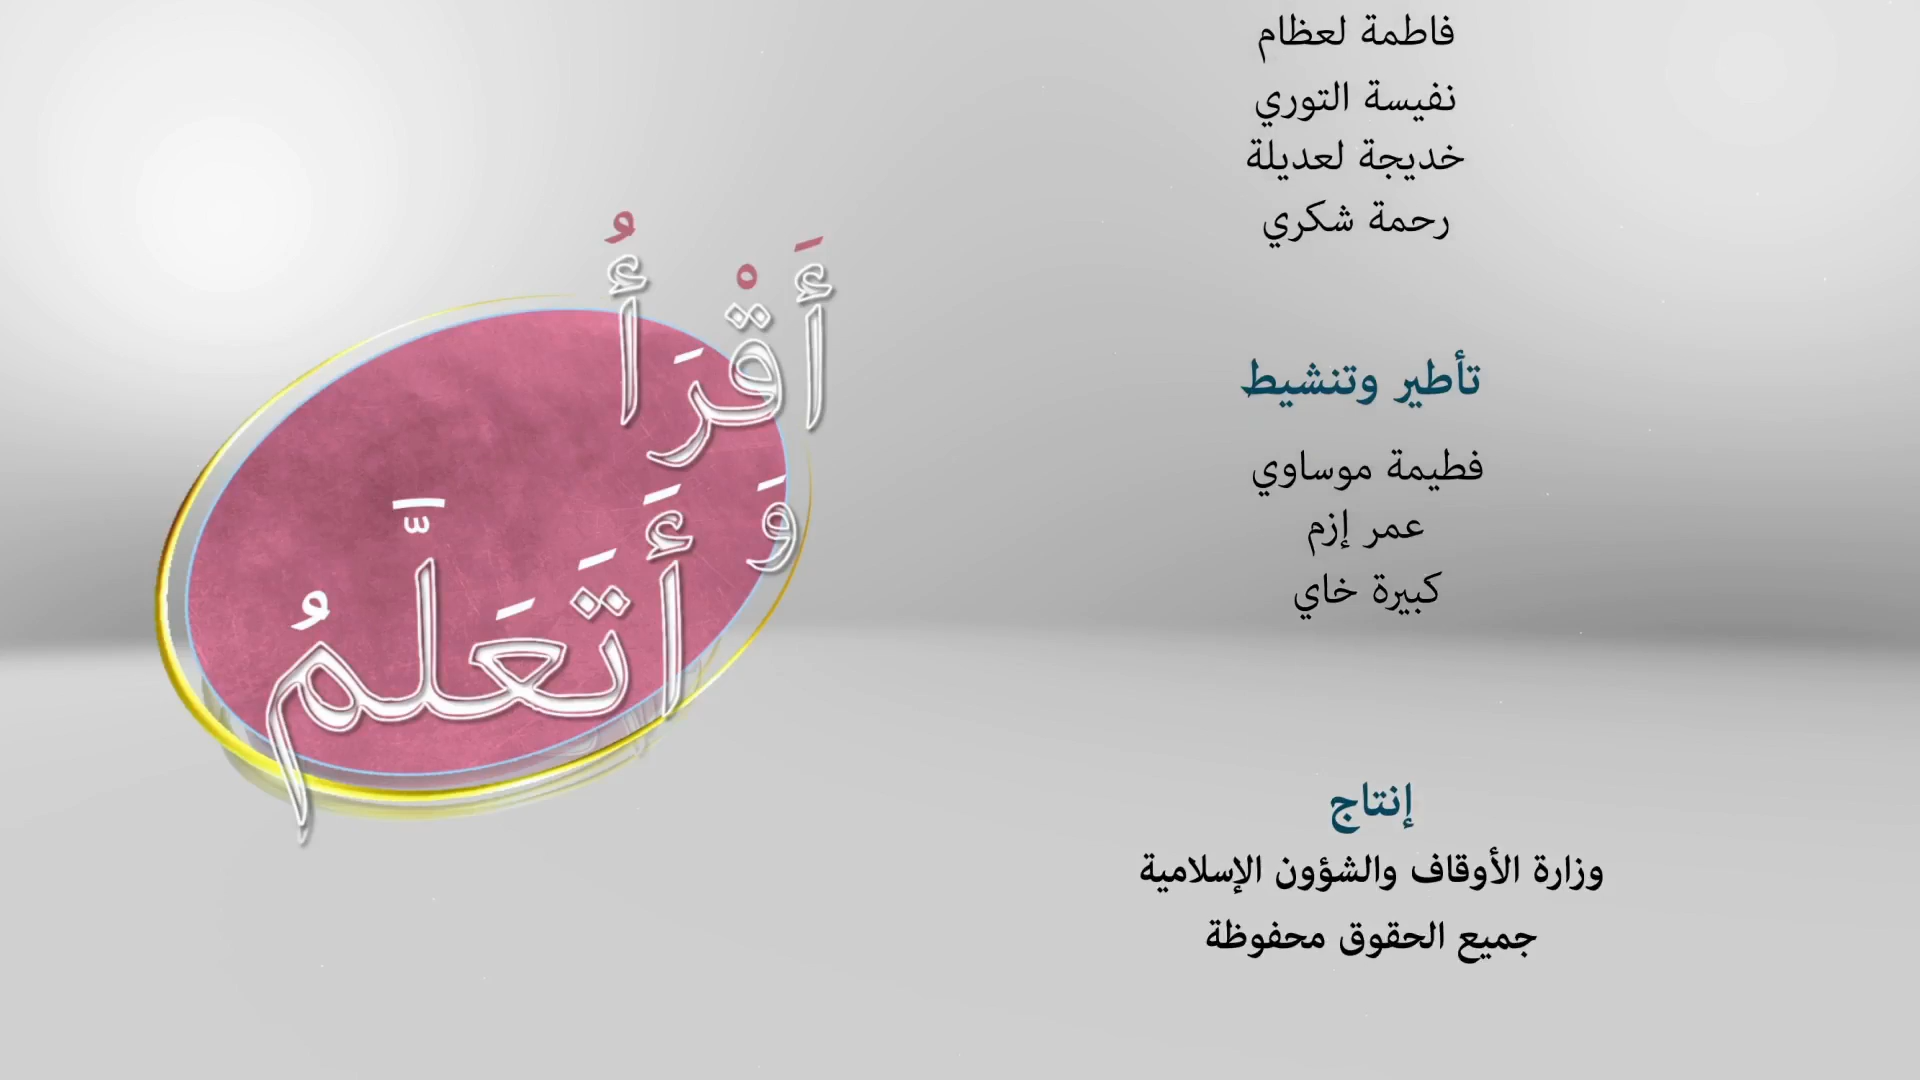 أَقْرَأُ
وَ
أَتَعَلَّمُ
فاطمة لعظام
نفيسة التوري
خديجة لعديلة
رحمة شكري
تأطير وتنشيط
فطيمة موساوي
عمر إزم
كبيرة خاي
إنتاج
وزارة الأوقاف والشؤون الإسلامية
جميع الحقوق محفوظة